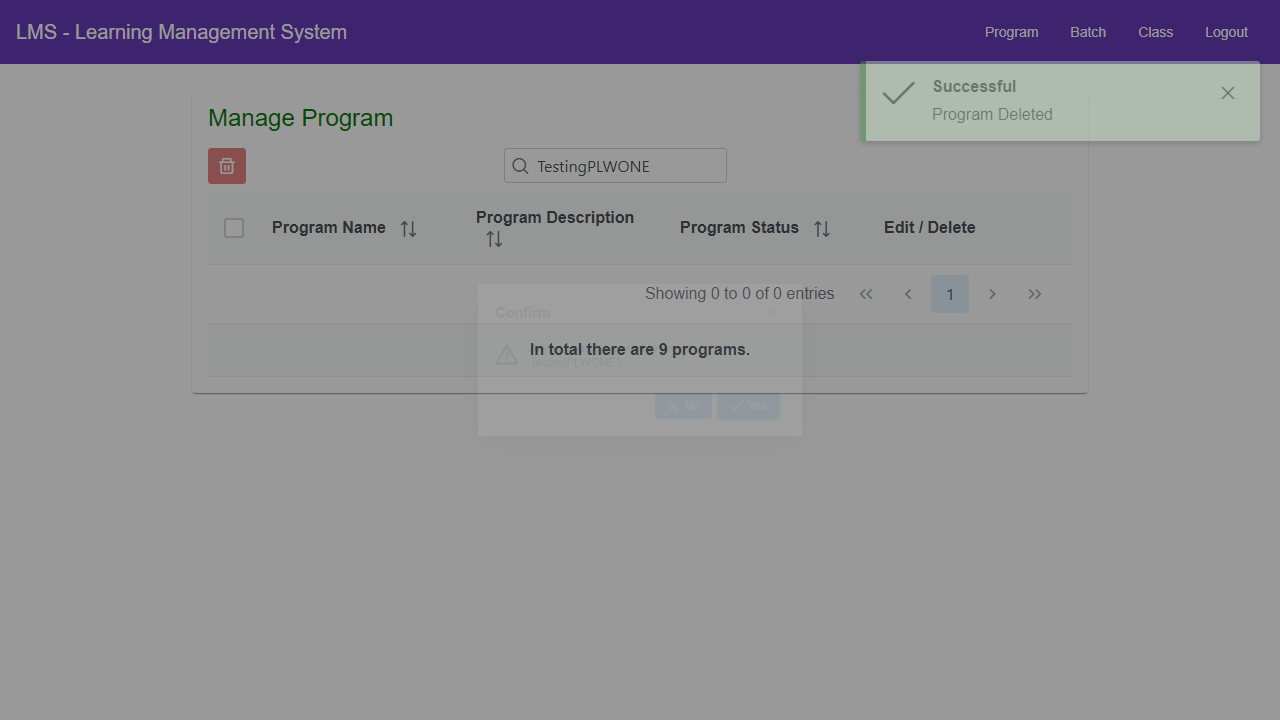 LMS - Learning Management System
Program
Batch
Class
Logout
Successful
Program Deleted
Manage Program
TestingPLWONE
Program Name
Program Description
Program Status
Edit / Delete
Showing 0 to 0 of 0 entries
1
Confirm
In total there are 9 programs.
TestingPLWONE?
No
Yes